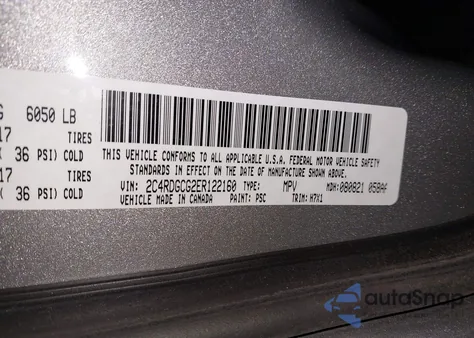 G 6050 LB
17 TIRES
( 36 PSI) COLD
17 TIRES
( 36 PSI) COLD
THIS VEHICLE CONFORMS TO ALL APPLICABLE U.S.A. FEDERAL MOTOR VEHICLE SAFETY
STANDARDS IN EFFECT ON THE DATE OF MANUFACTURE SHOWN ABOVE.
VIN: 2C4RDGCG2ER122160 TYPE: MPV MDH: 080821 058AF
VEHICLE MADE IN CANADA PAINT: PSC TRIM: H7X1
autoSnap